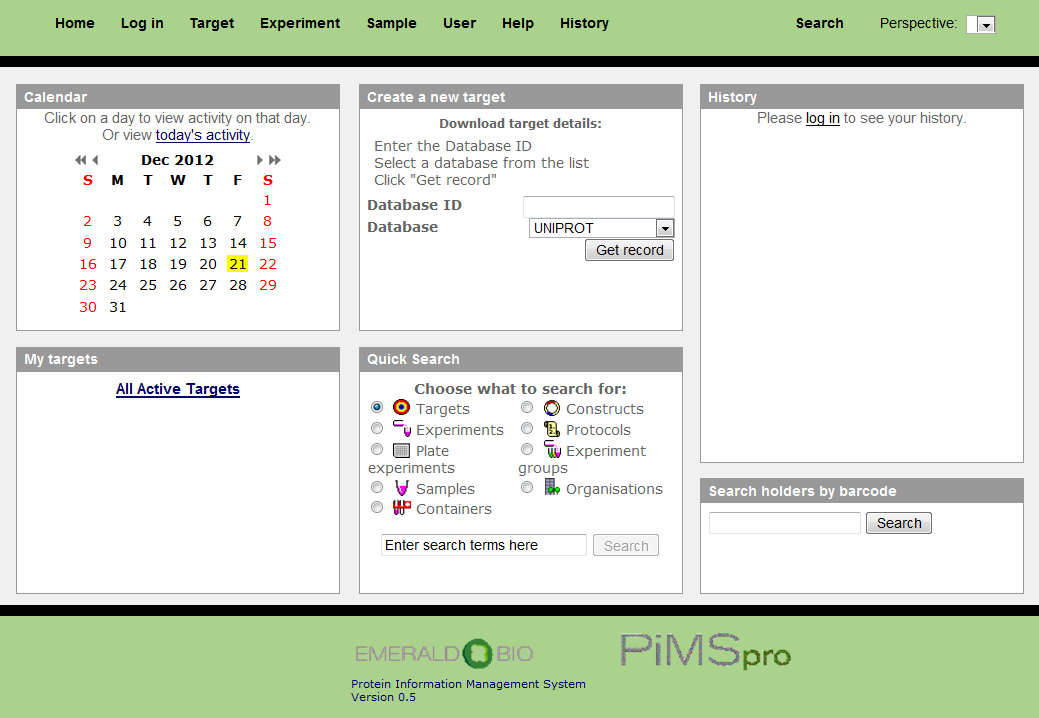 Home Log in Target Experiment Sample User Help History Search Perspective:
Calendar
Click on a day to view activity on that day.
Or view today's activity.
Dec 2012
S M T W T F S
1
2 3 4 5 6 7 8
9 10 11 12 13 14 15
16 17 18 19 20 21 22
23 24 25 26 27 28 29
30 31
Create a new target
Download target details:
Enter the Database ID
Select a database from the list
Click "Get record"
Database ID
Database UNIPROT
Get record
History
Please log in to see your history.
My targets
All Active Targets
Quick Search
Choose what to search for:
Targets Constructs
Experiments Protocols
Plate Experiment
experiments groups
Samples Organisations
Containers
Enter search terms here Search
Search holders by barcode
Search
EMERALD BIO
PiMSpro
Protein Information Management System
Version 0.5